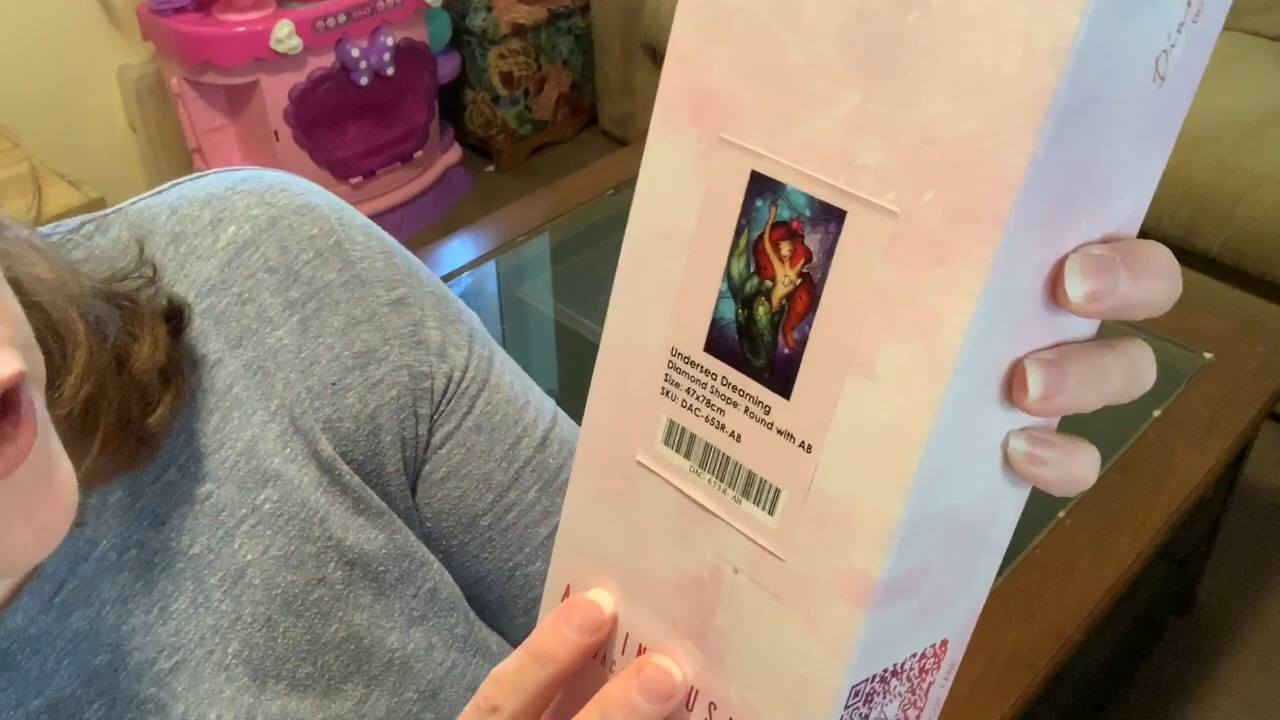 Undersea Dreaming
Diamond Shape: Round with AB
Size: 47x78cm
SKU: DAC-653R-AB
DAC-653R-AB